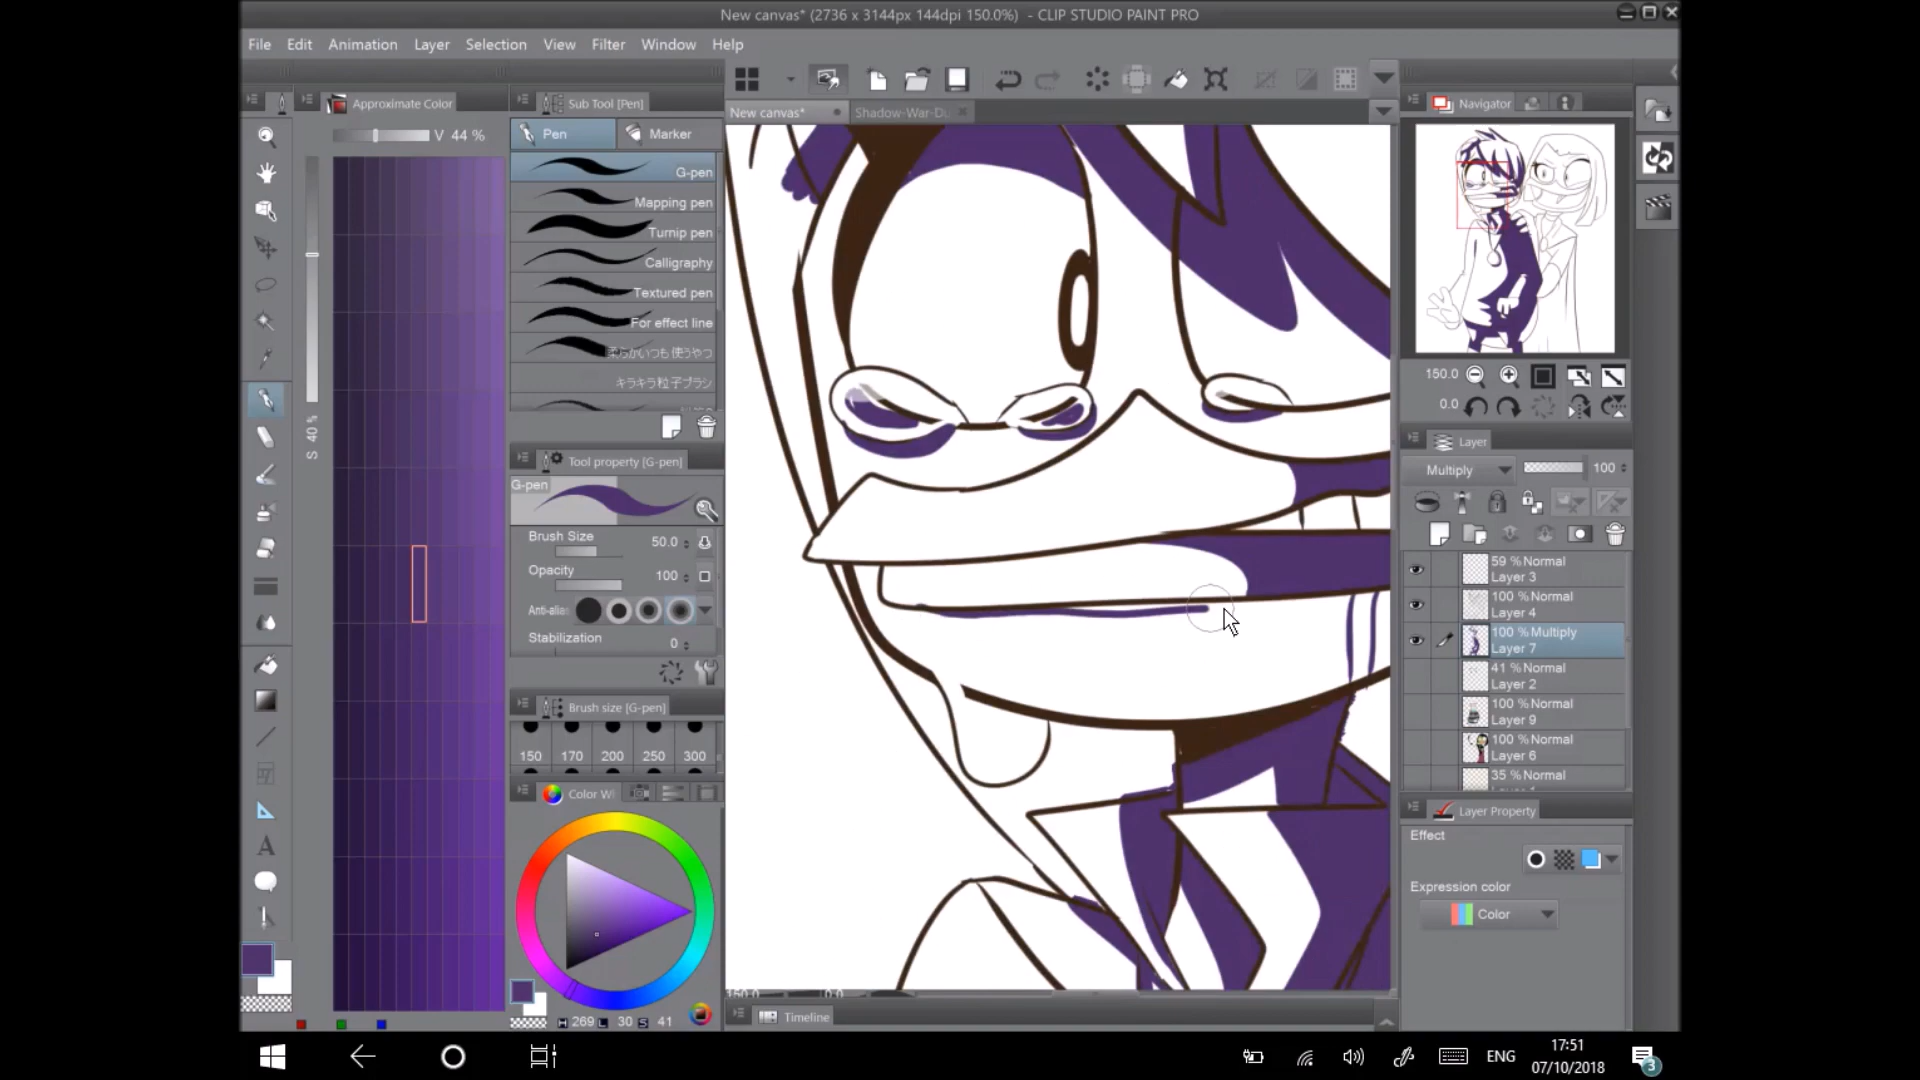 New canvas* (2736 x 3144px 144dpi 150.0%) - CLIP STUDIO PAINT PRO
File Edit Animation Layer Selection View Filter Window Help
Approximate Color
Sub Tool [Pen]
New canvas*
Shadow-War-Du
Navigator
V 44 %
Pen
Marker
G-pen
Mapping pen
Turnip pen
Calligraphy
Textured pen
For effect line
柔らかいつも使うやつ
キラキラ粒子ブラシ
S 40 %
150.0
0.0
Tool property [G-pen]
G-pen
Brush Size 50.0
Opacity 100
Anti-alias
Stabilization 0
Brush size [G-pen]
150 170 200 250 300
Color W
H 269 L 30 S 41
Layer
Multiply 100
59 % Normal
Layer 3
100 % Normal
Layer 4
100 % Multiply
Layer 7
41 % Normal
Layer 2
100 % Normal
Layer 9
100 % Normal
Layer 6
35 % Normal
Layer Property
Effect
Expression color
Color
150.0 0.0
Timeline
ENG
17:51
07/10/2018
3